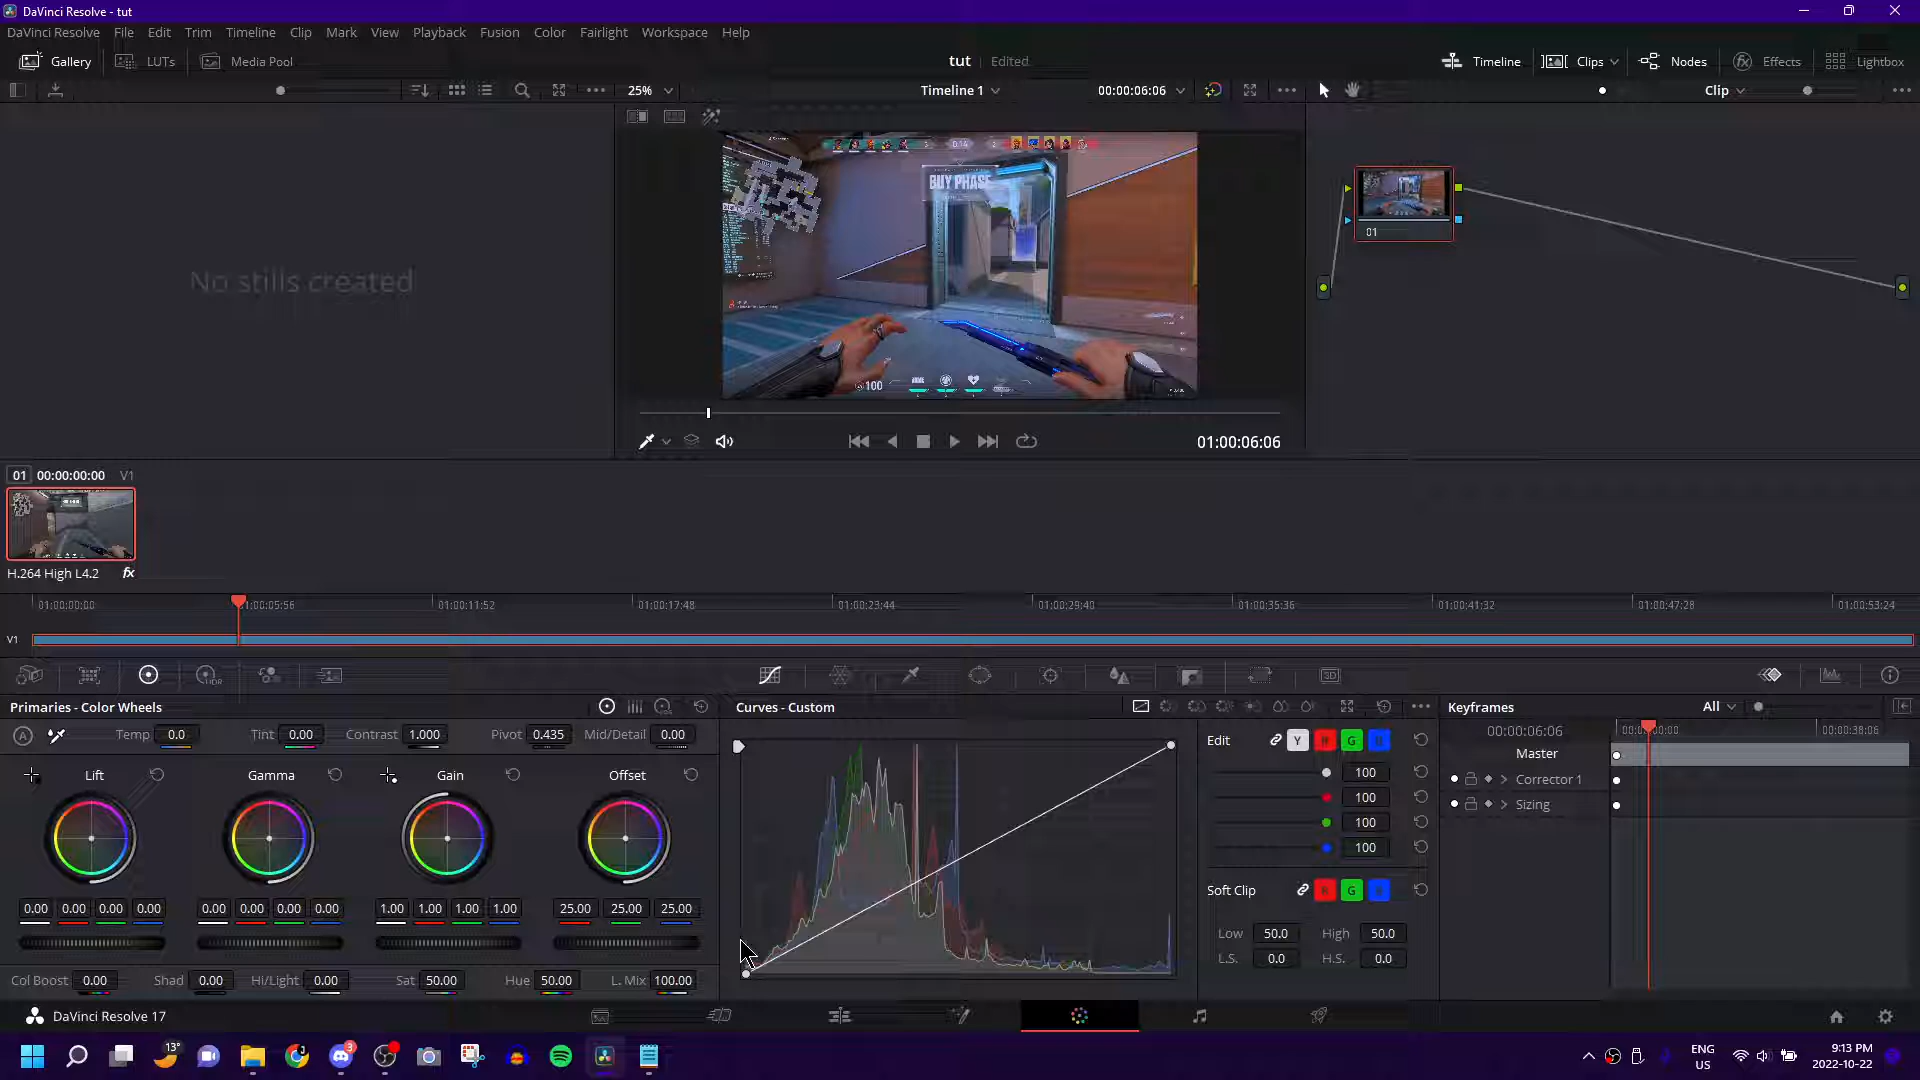 DaVinci Resolve - tut
DaVinci Resolve File Edit Trim Timeline Clip Mark View Playback Fusion Color Fairlight Workspace Help
Gallery LUTs Media Pool tut Edited Timeline Clips Nodes Effects Lightbox
25% Timeline 1 00:00:06:06 Clip
No stills created
BUY PHASE
0:14
100
01
01:00:06:06
01 00:00:00:00 V1
H.264 High L4.2 fx
01:00:00:00 01:00:05:56 01:00:11:52 01:00:17:48 01:00:23:44 01:00:29:40 01:00:35:36 01:00:41:32 01:00:47:28 01:00:53:24
V1
HDR 3D
Primaries - Color Wheels Curves - Custom Keyframes All
A Temp 0.0 Tint 0.00 Contrast 1.000 Pivot 0.435 Mid/Detail 0.00 Edit Y R G B 00:00:06:06 00:00:38:06
Master
Lift Gamma Gain Offset 100 Corrector 1
100 Sizing
100
100
Soft Clip R G B
0.00 0.00 0.00 0.00 0.00 0.00 0.00 0.00 1.00 1.00 1.00 1.00 25.00 25.00 25.00
Low 50.0 High 50.0
L.S. 0.0 H.S. 0.0
Col Boost 0.00 Shad 0.00 Hi/Light 0.00 Sat 50.00 Hue 50.00 L. Mix 100.00
DaVinci Resolve 17
13° 3 ENG 9:13 PM
US 2022-10-22